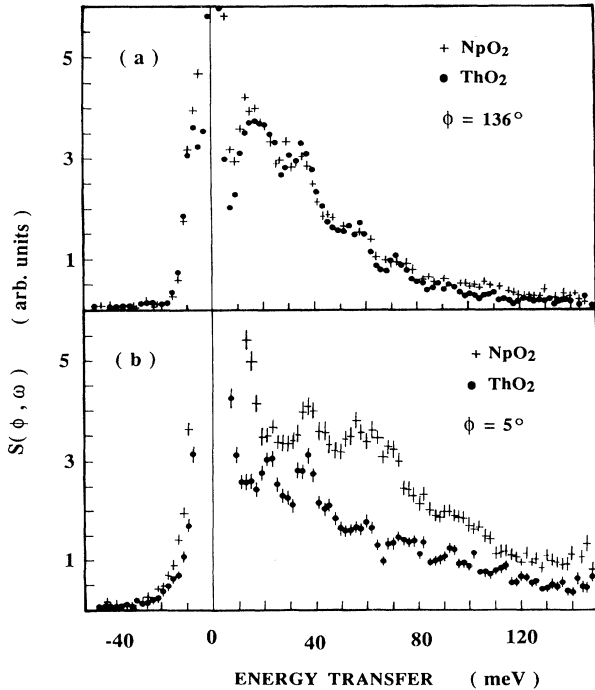 5
3
1
( a )
+ NpO₂
● ThO₂
ϕ = 136°
S(ϕ , ω) ( arb. units )
5
3
1
( b )
+ NpO₂
● ThO₂
ϕ = 5°
-40 0 40 80 120
ENERGY TRANSFER ( meV )